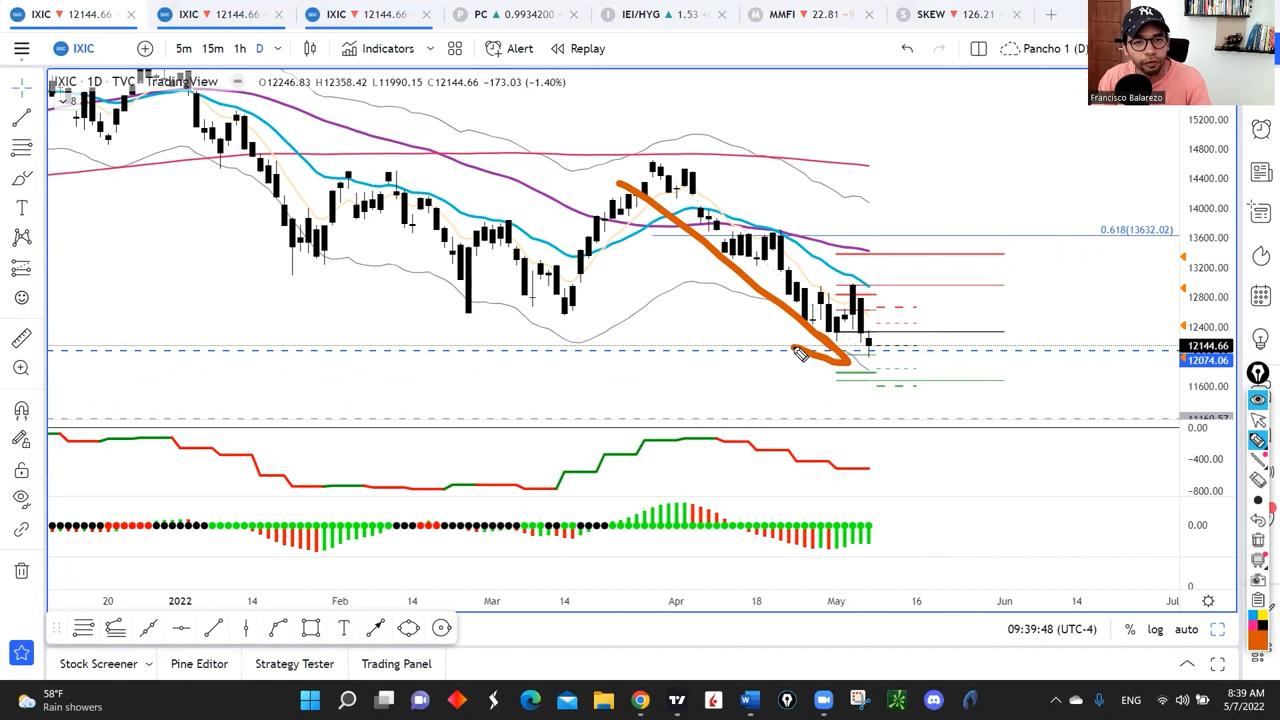 IXIC 12144.66 IXIC 12144.66 IXIC 12144.66 PC 0.9934200 IEI/HYG 1.53 MMFI 22.81 SKEW 126.21
IXIC 5m 15m 1h D Indicators Alert Replay Pancho 1 (D)
IXIC · 1D · TVC TradingView O12246.83 H12358.42 L11990.15 C12144.66 −173.03 (−1.40%)
8
Francisco Balarezo
15200.00
14800.00
14400.00
14000.00
0.618(13632.02)
13600.00
13200.00
12800.00
12400.00
12144.66
12074.06
11600.00
11160.57
0.00
-400.00
-800.00
0.00
0
20 2022 14 Feb 14 Mar 14 Apr 18 May 16 Jun 14 Jul
09:39:48 (UTC-4) % log auto
Stock Screener Pine Editor Strategy Tester Trading Panel
58°F
Rain showers
ENG
8:39 AM
5/7/2022